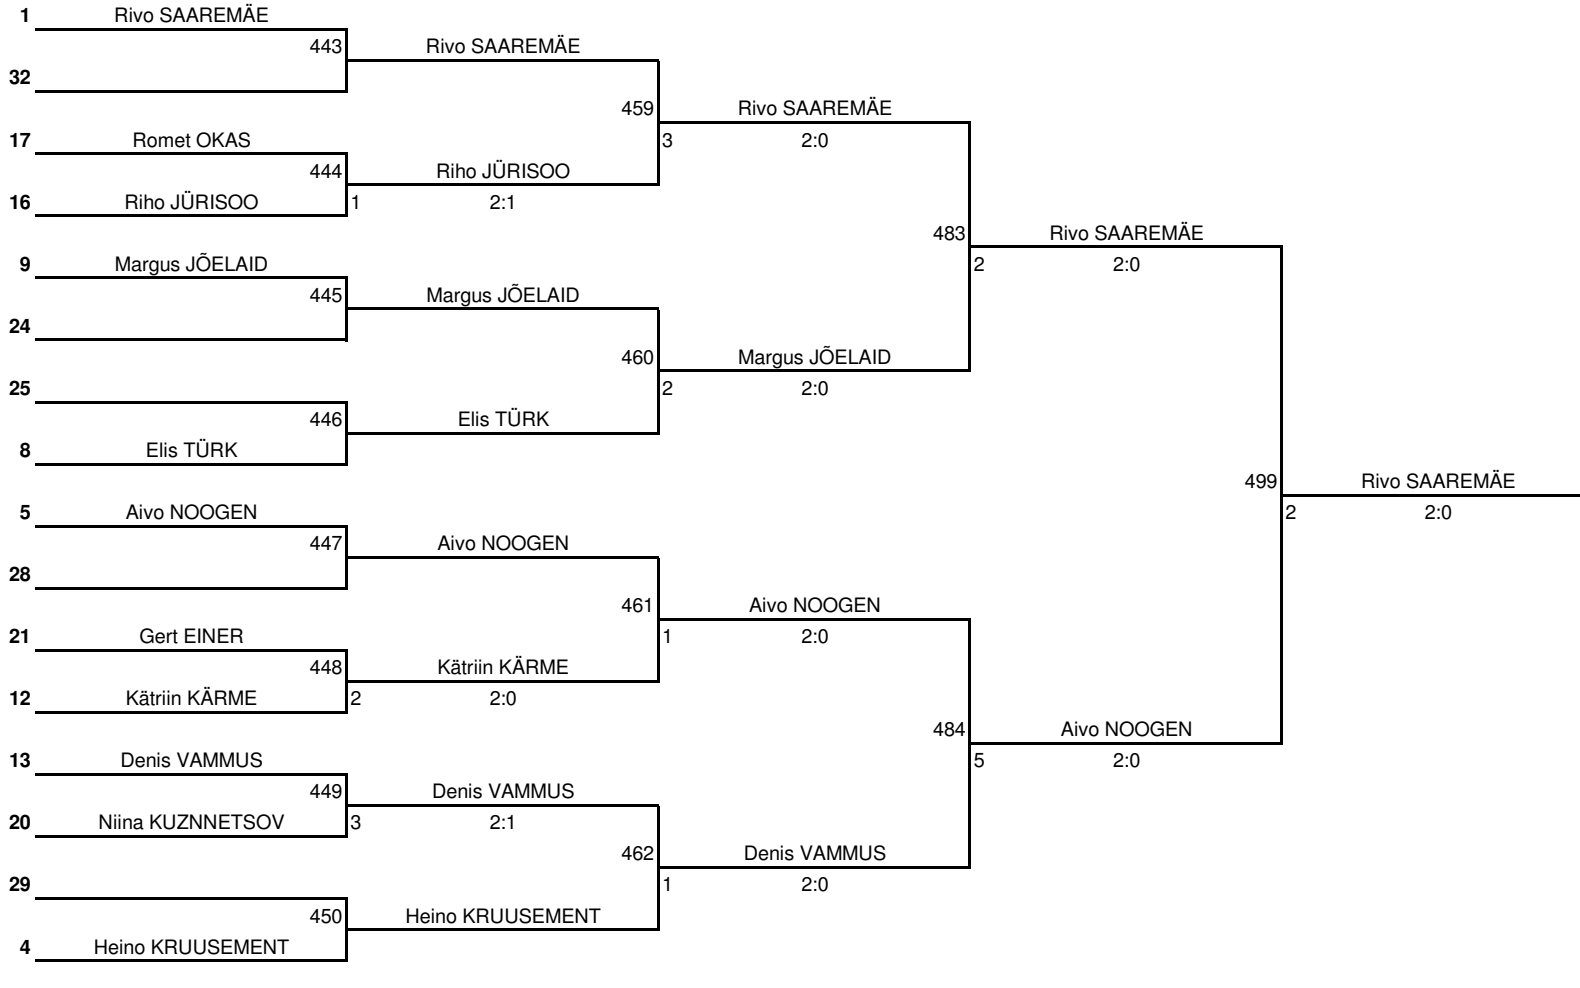 1 Rivo SAAREMÄE
443 Rivo SAAREMÄE
32
459 Rivo SAAREMÄE
17 Romet OKAS 3 2:0
444 Riho JÜRISOO
16 Riho JÜRISOO 1 2:1
483 Rivo SAAREMÄE
9 Margus JÕELAID 2 2:0
445 Margus JÕELAID
24
460 Margus JÕELAID
25 2 2:0
446 Elis TÜRK
8 Elis TÜRK
499 Rivo SAAREMÄE
5 Aivo NOOGEN 2 2:0
447 Aivo NOOGEN
28
461 Aivo NOOGEN
21 Gert EINER 1 2:0
448 Kätriin KÄRME
12 Kätriin KÄRME 2 2:0
484 Aivo NOOGEN
13 Denis VAMMUS 5 2:0
449 Denis VAMMUS
20 Niina KUZNNETSOV 3 2:1
462 Denis VAMMUS
29 1 2:0
450 Heino KRUUSEMENT
4 Heino KRUUSEMENT